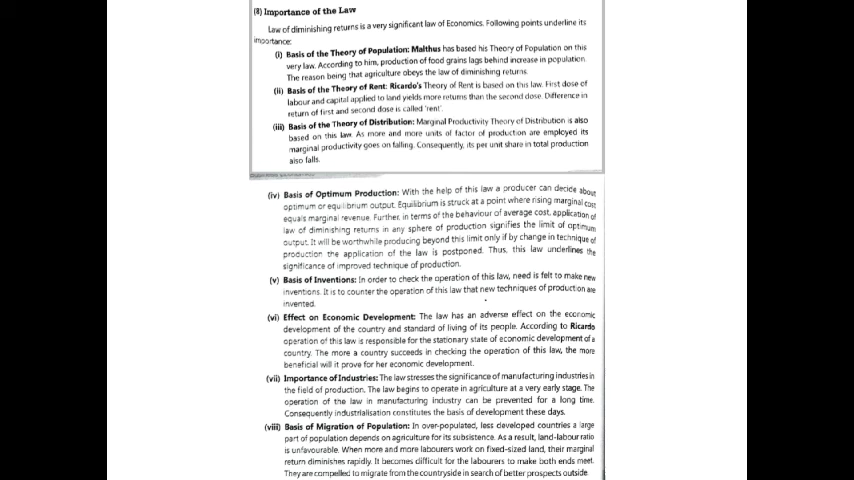 (8) Importance of the Law
Law of diminishing returns is a very significant law of Economics. Following points underline its
importance:
(i) Basis of the Theory of Population: Malthus has based his Theory of Population on this
very law. According to him, production of food grains lags behind increase in population.
The reason being that agriculture obeys the law of diminishing returns.
(ii) Basis of the Theory of Rent: Ricardo's Theory of Rent is based on this law. First dose of
labour and capital applied to land yields more returns than the second dose. Difference in
return of first and second dose is called 'rent'.
(iii) Basis of the Theory of Distribution: Marginal Productivity Theory of Distribution is also
based on this law. As more and more units of factor of production are employed its
marginal productivity goes on falling. Consequently, its per unit share in total production
also falls.
(iv) Basis of Optimum Production: With the help of this law a producer can decide about
optimum or equilibrium output. Equilibrium is struck at a point where rising marginal cost
equals marginal revenue. Further, in terms of the behaviour of average cost, application of
law of diminishing returns in any sphere of production signifies the limit of optimum
output. It will be worthwhile producing beyond this limit only if by change in technique of
production the application of the law is postponed. Thus, this law underlines the
significance of improved technique of production.
(v) Basis of Inventions: In order to check the operation of this law, need is felt to make new
inventions. It is to counter the operation of this law that new techniques of production are
invented.
(vi) Effect on Economic Development: The law has an adverse effect on the economic
development of the country and standard of living of its people. According to Ricardo
operation of this law is responsible for the stationary state of economic development of a
country. The more a country succeeds in checking the operation of this law, the more
beneficial will it prove for her economic development.
(vii) Importance of Industries: The law stresses the significance of manufacturing industries in
the field of production. The law begins to operate in agriculture at a very early stage. The
operation of the law in manufacturing industry can be prevented for a long time.
Consequently industrialisation constitutes the basis of development these days.
(viii) Basis of Migration of Population: In over-populated, less developed countries a large
part of population depends on agriculture for its subsistence. As a result, land-labour ratio
is unfavourable. When more and more labourers work on fixed-sized land, their marginal
return diminishes rapidly. It becomes difficult for the labourers to make both ends meet.
They are compelled to migrate from the countryside in search of better prospects outside